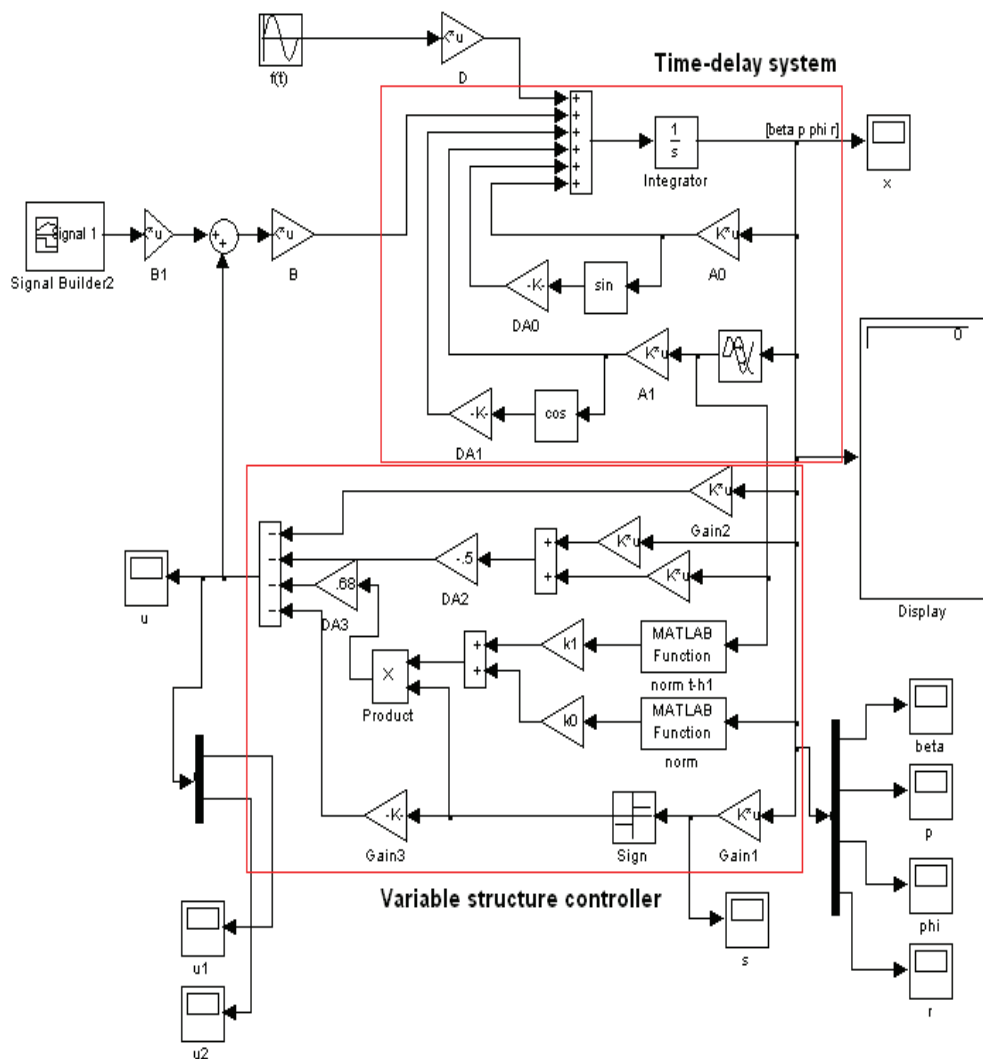 f(t)
K*u
D
Time-delay system
+
+
+
+
+
+
1
s
Integrator
[beta p phi r]
x
Signal 1
Signal Builder2
K*u
B1
+
+
K*u
B
K*u
A0
-K-
DA0
sin
K*u
A1
-K-
DA1
cos
0
Display
K*u
Gain2
-
-
-
-
u
.68
DA3
-.5
DA2
+
+
K*u
K*u
X
Product
+
+
k1
MATLAB
Function
norm t-h1
k0
MATLAB
Function
norm
-K-
Gain3
Sign
K*u
Gain1
Variable structure controller
s
beta
p
phi
r
u1
u2